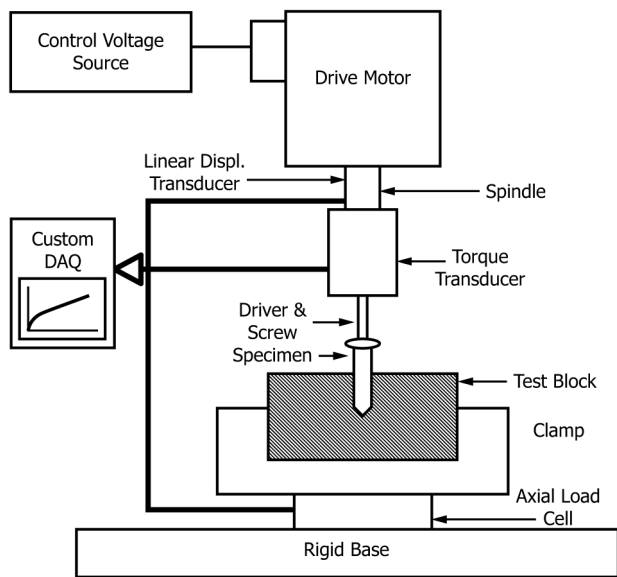 Control Voltage
Source
Drive Motor
Linear Displ.
Transducer
Spindle
Custom
DAQ
Torque
Transducer
Driver &
Screw
Specimen
Test Block
Clamp
Axial Load
Cell
Rigid Base